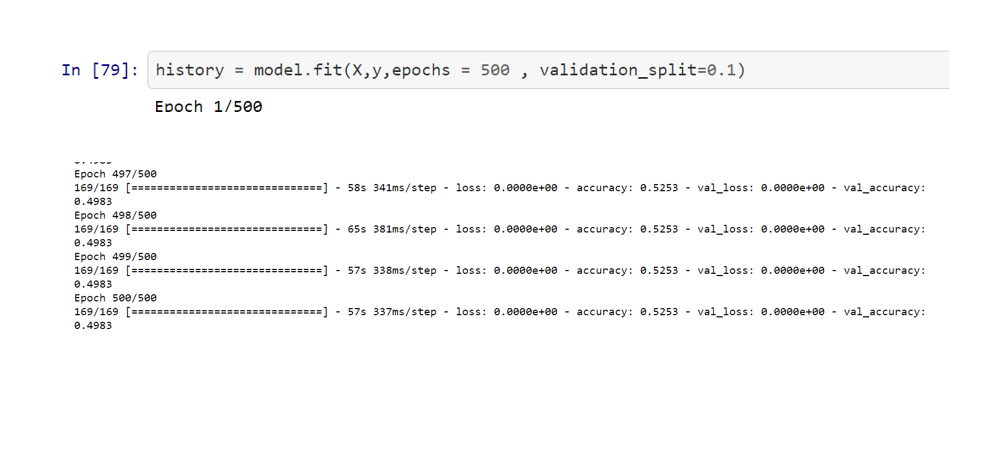 In [79]: history = model.fit(X,y,epochs = 500 , validation_split=0.1)
Epoch 1/500
0.4983
Epoch 497/500
169/169 [==============================] - 58s 341ms/step - loss: 0.0000e+00 - accuracy: 0.5253 - val_loss: 0.0000e+00 - val_accuracy:
0.4983
Epoch 498/500
169/169 [==============================] - 65s 381ms/step - loss: 0.0000e+00 - accuracy: 0.5253 - val_loss: 0.0000e+00 - val_accuracy:
0.4983
Epoch 499/500
169/169 [==============================] - 57s 338ms/step - loss: 0.0000e+00 - accuracy: 0.5253 - val_loss: 0.0000e+00 - val_accuracy:
0.4983
Epoch 500/500
169/169 [==============================] - 57s 337ms/step - loss: 0.0000e+00 - accuracy: 0.5253 - val_loss: 0.0000e+00 - val_accuracy:
0.4983